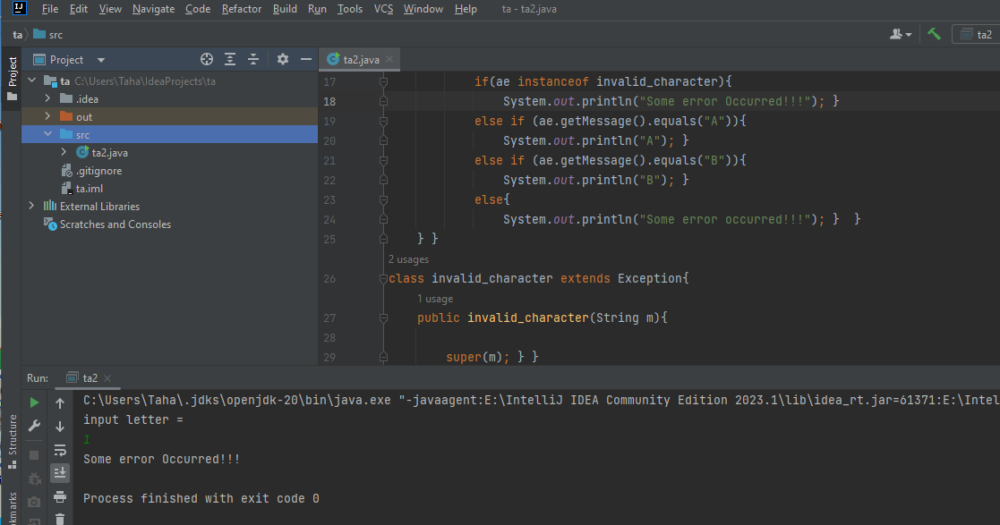 File Edit View Navigate Code Refactor Build Run Tools VCS Window Help ta - ta2.java
ta src ta2
Project
Project
ta2.java
ta C:\Users\Taha\IdeaProjects\ta
.idea
out
src
ta2.java
.gitignore
ta.iml
External Libraries
Scratches and Consoles
17 if(ae instanceof invalid_character){
18 System.out.println("Some error Occurred!!!"); }
19 else if (ae.getMessage().equals("A")){
20 System.out.println("A"); }
21 else if (ae.getMessage().equals("B")){
22 System.out.println("B"); }
23 else{
24 System.out.println("Some error occurred!!!"); } }
25 } }
2 usages
26 class invalid_character extends Exception{
1 usage
27 public invalid_character(String m){
28
29 super(m); } }
Run: ta2
C:\Users\Taha\.jdks\openjdk-20\bin\java.exe "-javaagent:E:\IntelliJ IDEA Community Edition 2023.1\lib\idea_rt.jar=61371:E:\Intel
input letter =
1
Some error Occurred!!!
Process finished with exit code 0
Structure